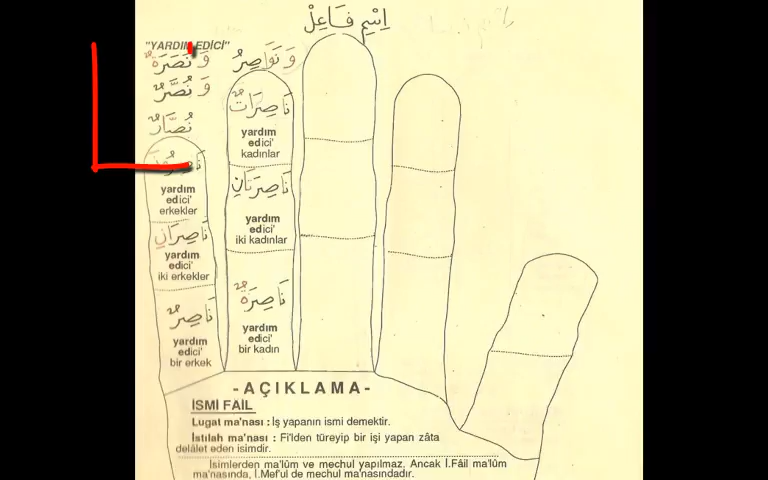 اِسْمِ فَاعِلْ
"YARDIM EDİCİ"
وَنَصَرَةٌ
وَنُصَّرٌ
نُصَّارٌ
وَنَوَاصِرُ
نَاصِرَاتٌ
yardım
edici'
kadınlar
نَاصِرَتَانِ
yardım
edici'
iki kadınlar
نَاصِرَةٌ
yardım
edici'
bir kadın
yardım
edici'
erkekler
نَاصِرَانِ
yardım
edici'
iki erkekler
نَاصِرٌ
yardım
edici'
bir erkek
-AÇIKLAMA-
İSMİ FAİL
Lugat ma'nası : İş yapanın ismi demektir.
İstılah ma'nası : Fi'lden türeyip bir işi yapan zâta
delâlet eden isimdir.
İsimlerden ma'lûm ve mechul yapılmaz. Ancak İ.Fâil ma'lûm
ma'nasında, İ.Mef'ul de mechul ma'nasındadır.